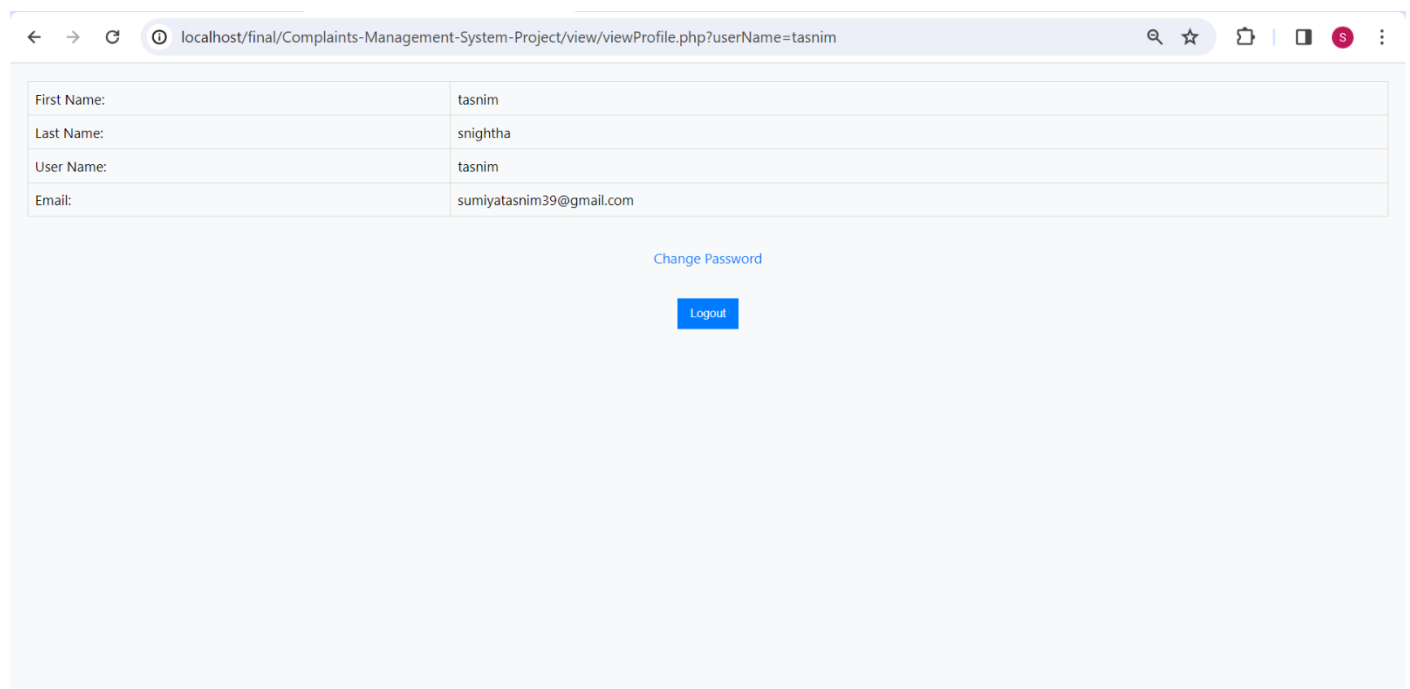 localhost/final/Complaints-Management-System-Project/view/viewProfile.php?userName=tasnim
S
First Name: tasnim
Last Name: snightha
User Name: tasnim
Email: sumiyatasnim39@gmail.com
Change Password
Logout